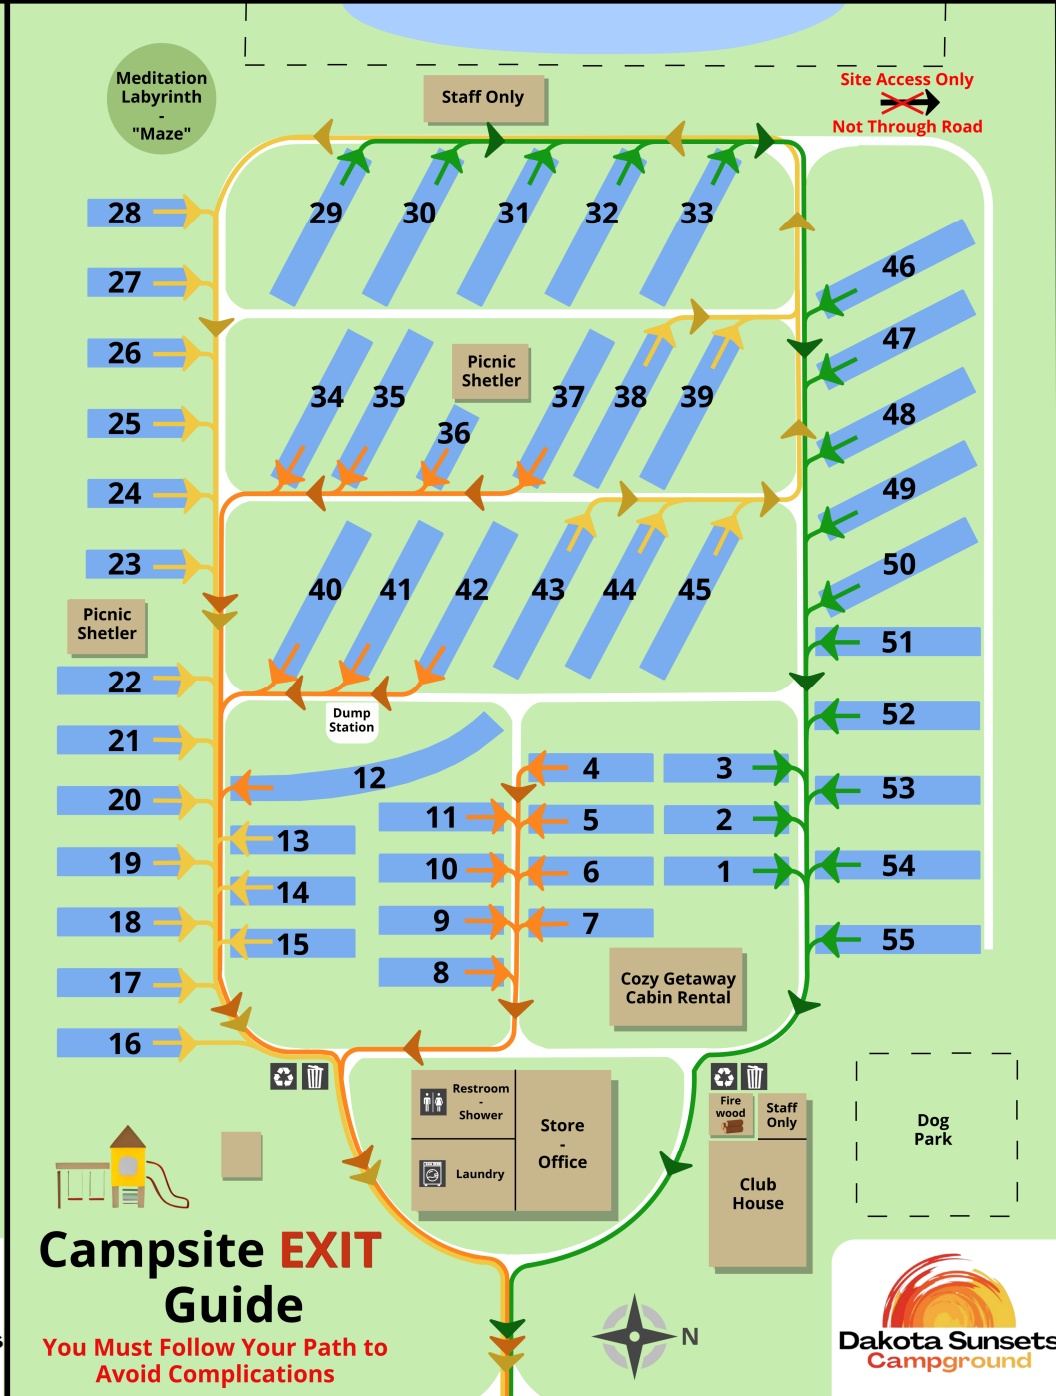 Meditation
Labyrinth
-
"Maze"
Staff Only
Site Access Only
Not Through Road
28
29
30
31
32
33
27
46
47
26
34
35
Picnic
Shetler
36
37
38
39
25
48
24
49
23
40
41
42
43
44
45
50
Picnic
Shetler
51
22
Dump
Station
52
21
12
4
3
20
53
11
5
2
13
19
10
6
1
54
14
18
9
7
15
55
17
8
Cozy Getaway
Cabin Rental
16
Restroom
-
Shower
Laundry
Store
-
Office
Fire
wood
Staff
Only
Club
House
Dog
Park
Campsite EXIT
Guide
You Must Follow Your Path to
Avoid Complications
N
Dakota Sunsets
Campground